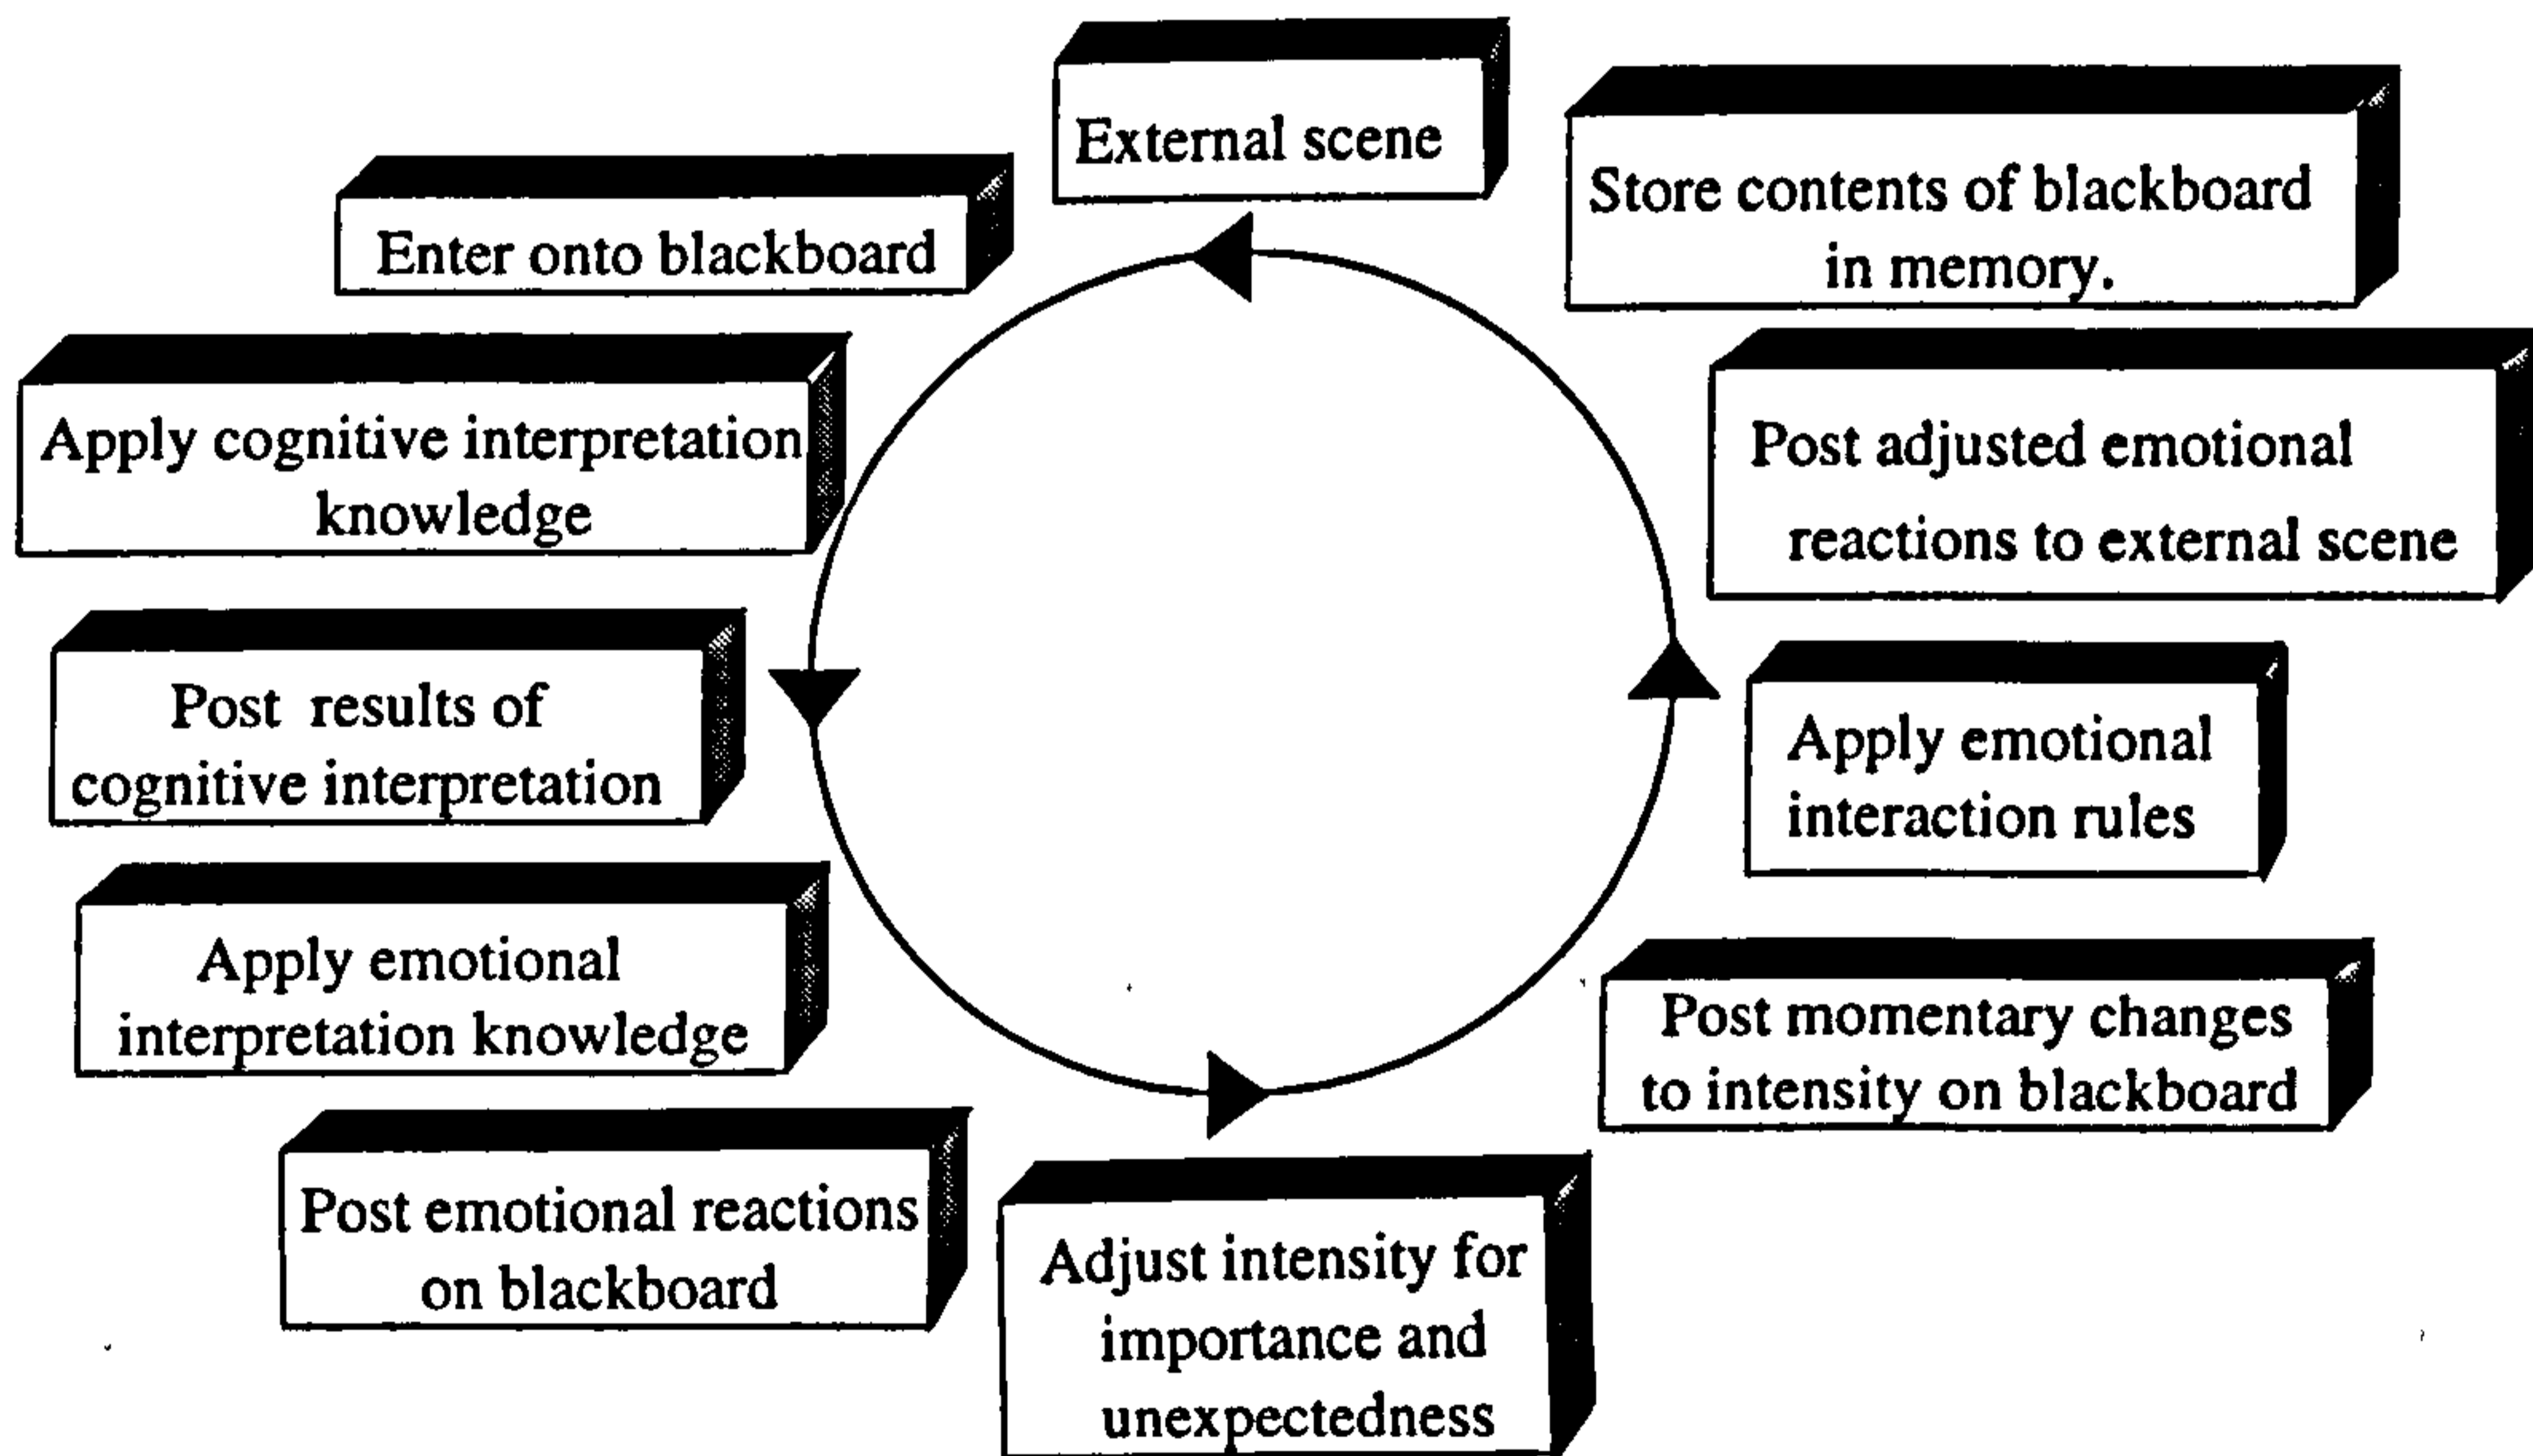 External scene
Enter onto blackboard
Apply cognitive interpretation
knowledge
Post results of
cognitive interpretation
Apply emotional
interpretation knowledge
Post emotional reactions
on blackboard
Adjust intensity for
importance and
unexpectedness
Post momentary changes
to intensity on blackboard
Apply emotional
interaction rules
Post adjusted emotional
reactions to external scene
Store contents of blackboard
in memory.